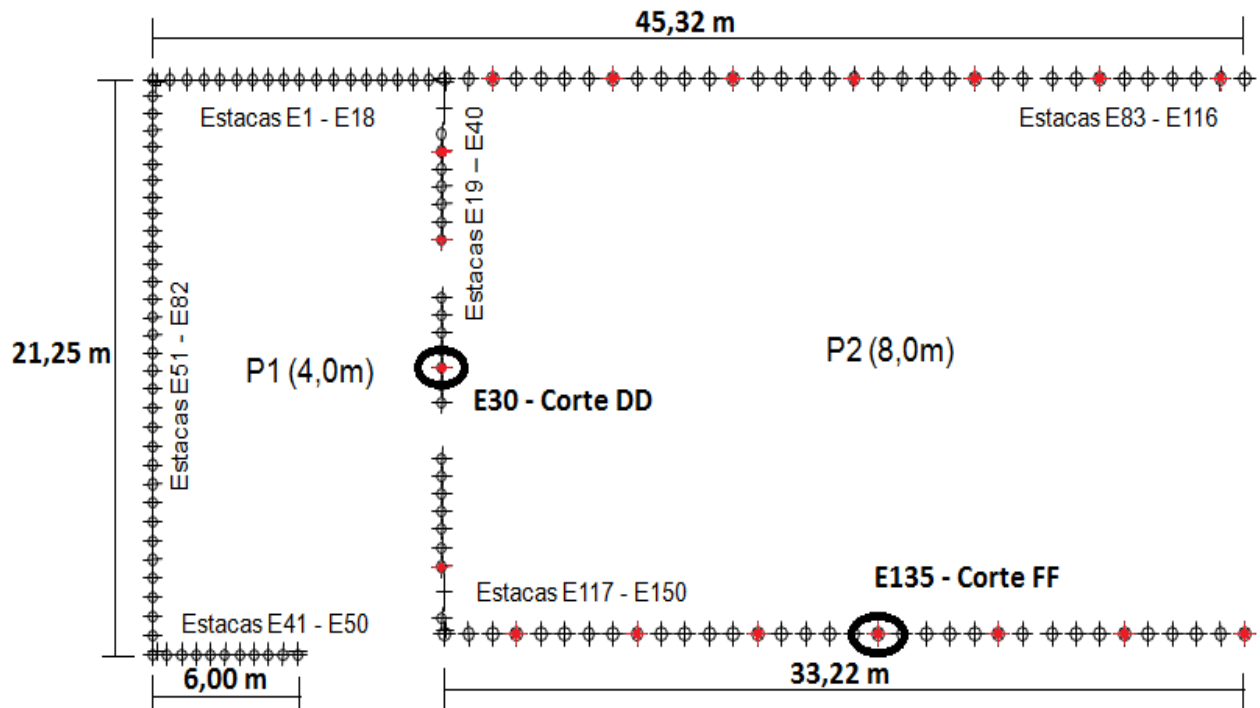 45,32 m
Estacas E1 - E18
Estacas E83 - E116
Estacas E19 – E40
Estacas E51 - E82
21,25 m
P1 (4,0m)
P2 (8,0m)
E30 - Corte DD
E135 - Corte FF
Estacas E117 - E150
Estacas E41 - E50
6,00 m
33,22 m